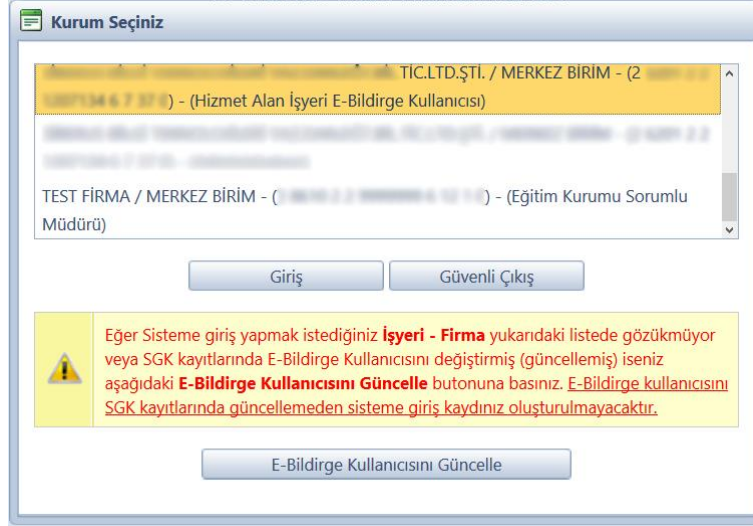 Kurum Seçiniz
TİC.LTD.ŞTİ. / MERKEZ BİRİM - (2
) - (Hizmet Alan İşyeri E-Bildirge Kullanıcısı)
TEST FİRMA / MERKEZ BİRİM - ( ) - (Eğitim Kurumu Sorumlu
Müdürü)
Giriş Güvenli Çıkış
Eğer Sisteme giriş yapmak istediğiniz İşyeri - Firma yukarıdaki listede gözükmüyor
veya SGK kayıtlarında E-Bildirge Kullanıcısını değiştirmiş (güncellemiş) iseniz
aşağıdaki E-Bildirge Kullanıcısını Güncelle butonuna basınız. E-Bildirge kullanıcısını
SGK kayıtlarında güncellemeden sisteme giriş kaydınız oluşturulmayacaktır.
E-Bildirge Kullanıcısını Güncelle